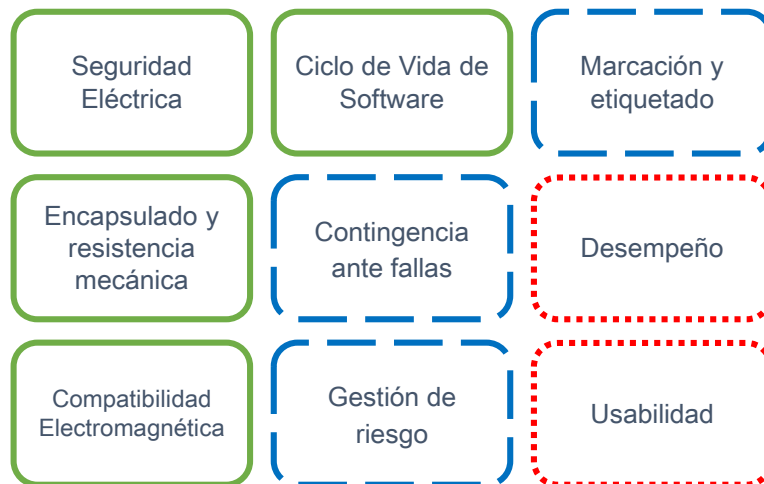 Seguridad
Eléctrica
Ciclo de Vida de
Software
Marcación y
etiquetado
Encapsulado y
resistencia
mecánica
Contingencia
ante fallas
Desempeño
Compatibilidad
Electromagnética
Gestión de
riesgo
Usabilidad